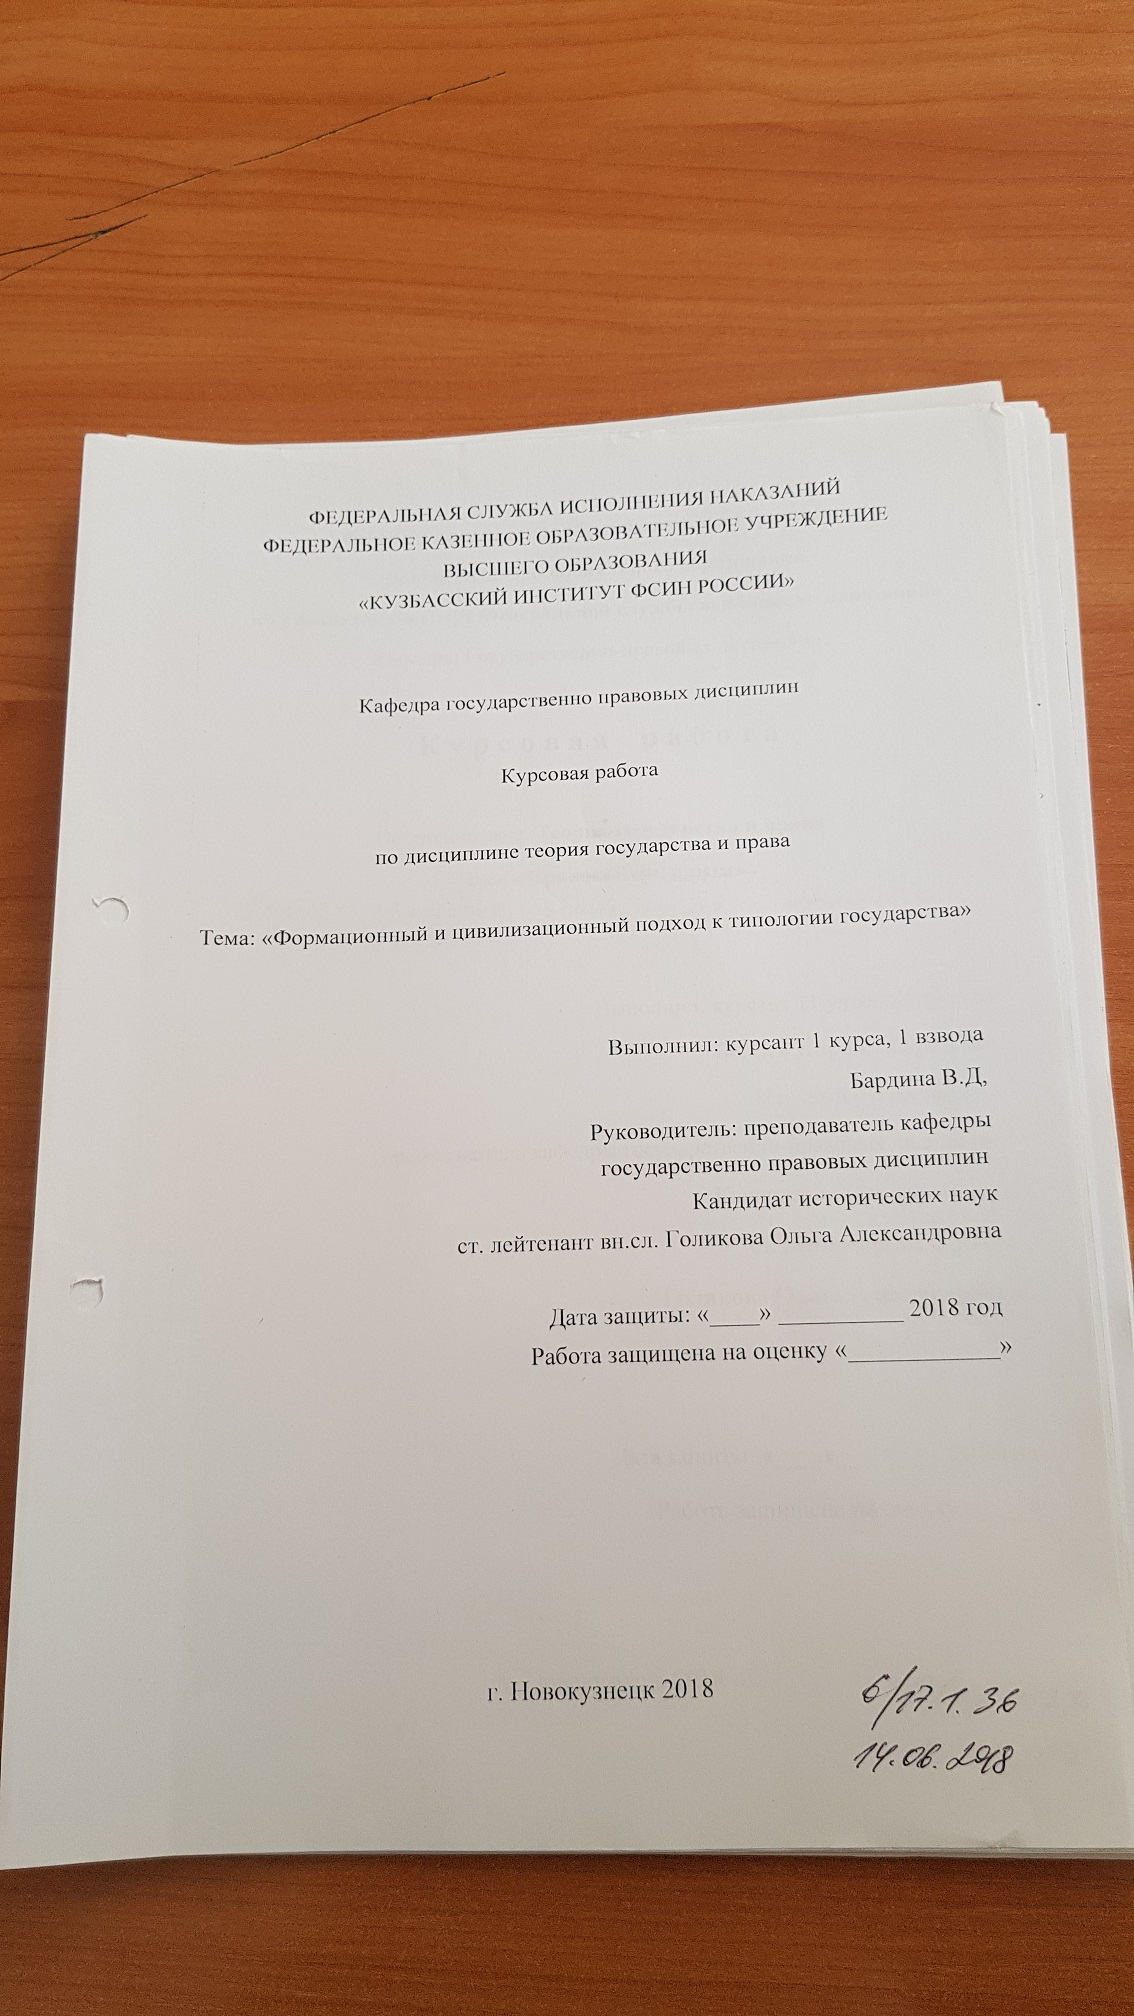 ФЕДЕРАЛЬНАЯ СЛУЖБА ИСПОЛНЕНИЯ НАКАЗАНИЙ
ФЕДЕРАЛЬНОЕ КАЗЕННОЕ ОБРАЗОВАТЕЛЬНОЕ УЧРЕЖДЕНИЕ
ВЫСШЕГО ОБРАЗОВАНИЯ
«КУЗБАССКИЙ ИНСТИТУТ ФСИН РОССИИ»
Кафедра государственно правовых дисциплин
Курсовая работа
по дисциплине теория государства и права
Тема: «Формационный и цивилизационный подход к типологии государства»
Выполнил: курсант 1 курса, 1 взвода
Бардина В.Д,
Руководитель: преподаватель кафедры
государственно правовых дисциплин
Кандидат исторических наук
ст. лейтенант вн.сл. Голикова Ольга Александровна
Дата защиты: «____» __________ 2018 год
Работа защищена на оценку «____________»
г. Новокузнецк 2018
6/17.1.36
14.06.2018